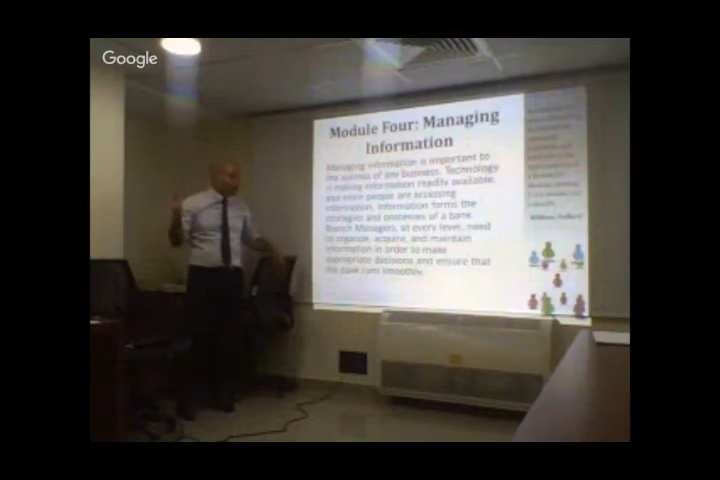 Google
Module Four: Managing
Information
Managing information is important to
the success of any business. Technology
is making information readily available,
and more people are accessing
information. Information forms the
strategies and processes of a bank.
Branch Managers, at every level, need
to organize, acquire, and maintain
information in order to make
appropriate decisions and ensure that
the bank runs smoothly.
William Pollard